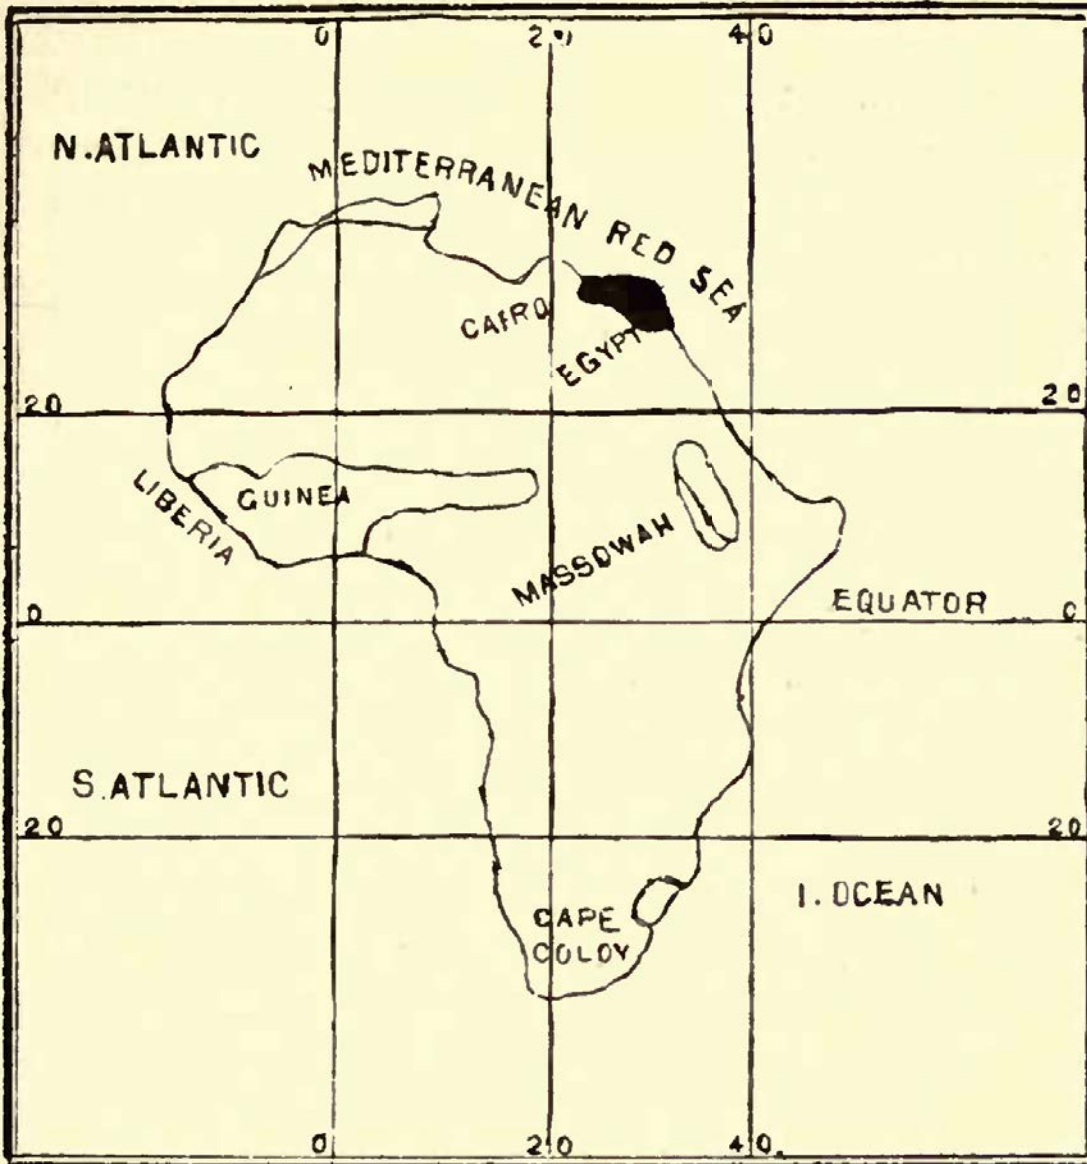 0 20 40
N. ATLANTIC
MEDITERRANEAN RED SEA
CAIRO
EGYPT
20 20
LIBERIA
GUINEA
MASSOWAH
EQUATOR
0 0
S. ATLANTIC
20 20
I. OCEAN
CAPE
COLOY
0 20 40